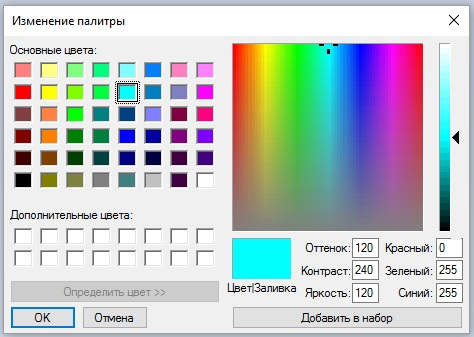 Изменение палитры
Основные цвета:
Дополнительные цвета:
Определить цвет >>
OK
Отмена
Цвет|Заливка
Оттенок: 120
Контраст: 240
Яркость: 120
Красный: 0
Зеленый: 255
Синий: 255
Добавить в набор